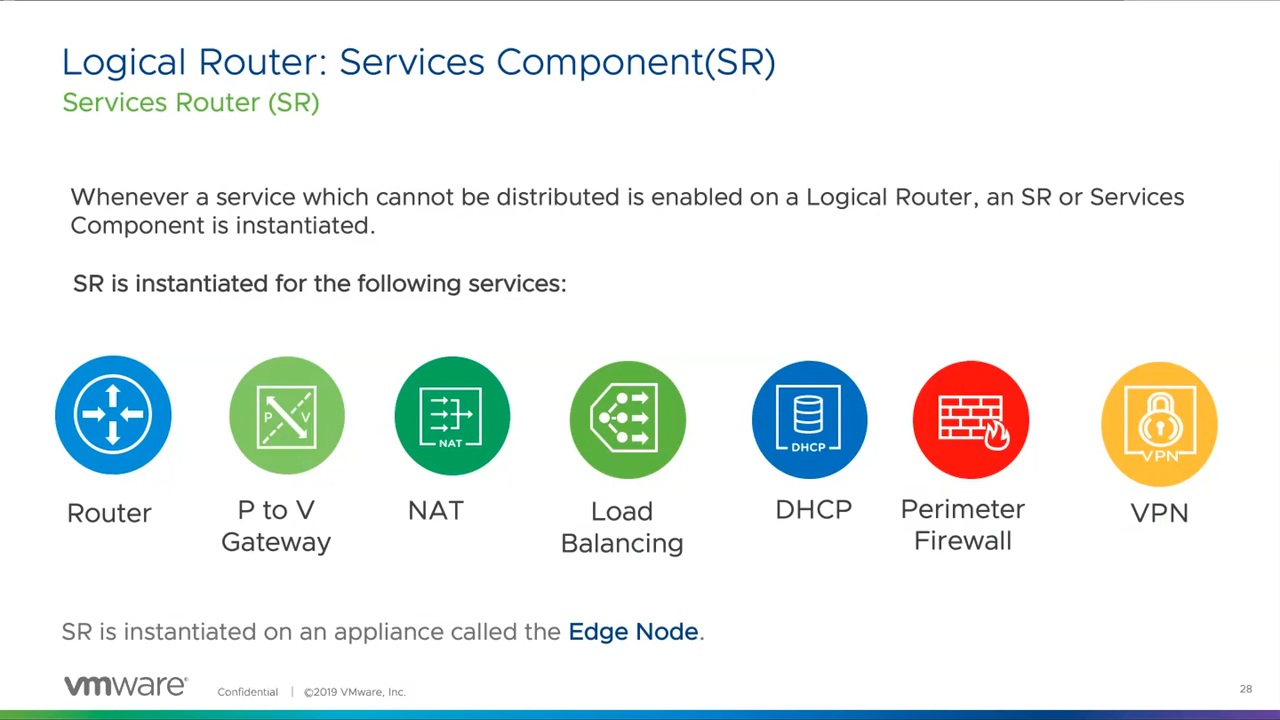 Logical Router: Services Component(SR)
Services Router (SR)
Whenever a service which cannot be distributed is enabled on a Logical Router, an SR or Services
Component is instantiated.
SR is instantiated for the following services:
P V
NAT
DHCP
VPN
Router
P to V
Gateway
NAT
Load
Balancing
DHCP
Perimeter
Firewall
VPN
SR is instantiated on an appliance called the Edge Node.
vmware®
Confidential | ©2019 VMware, Inc.
28